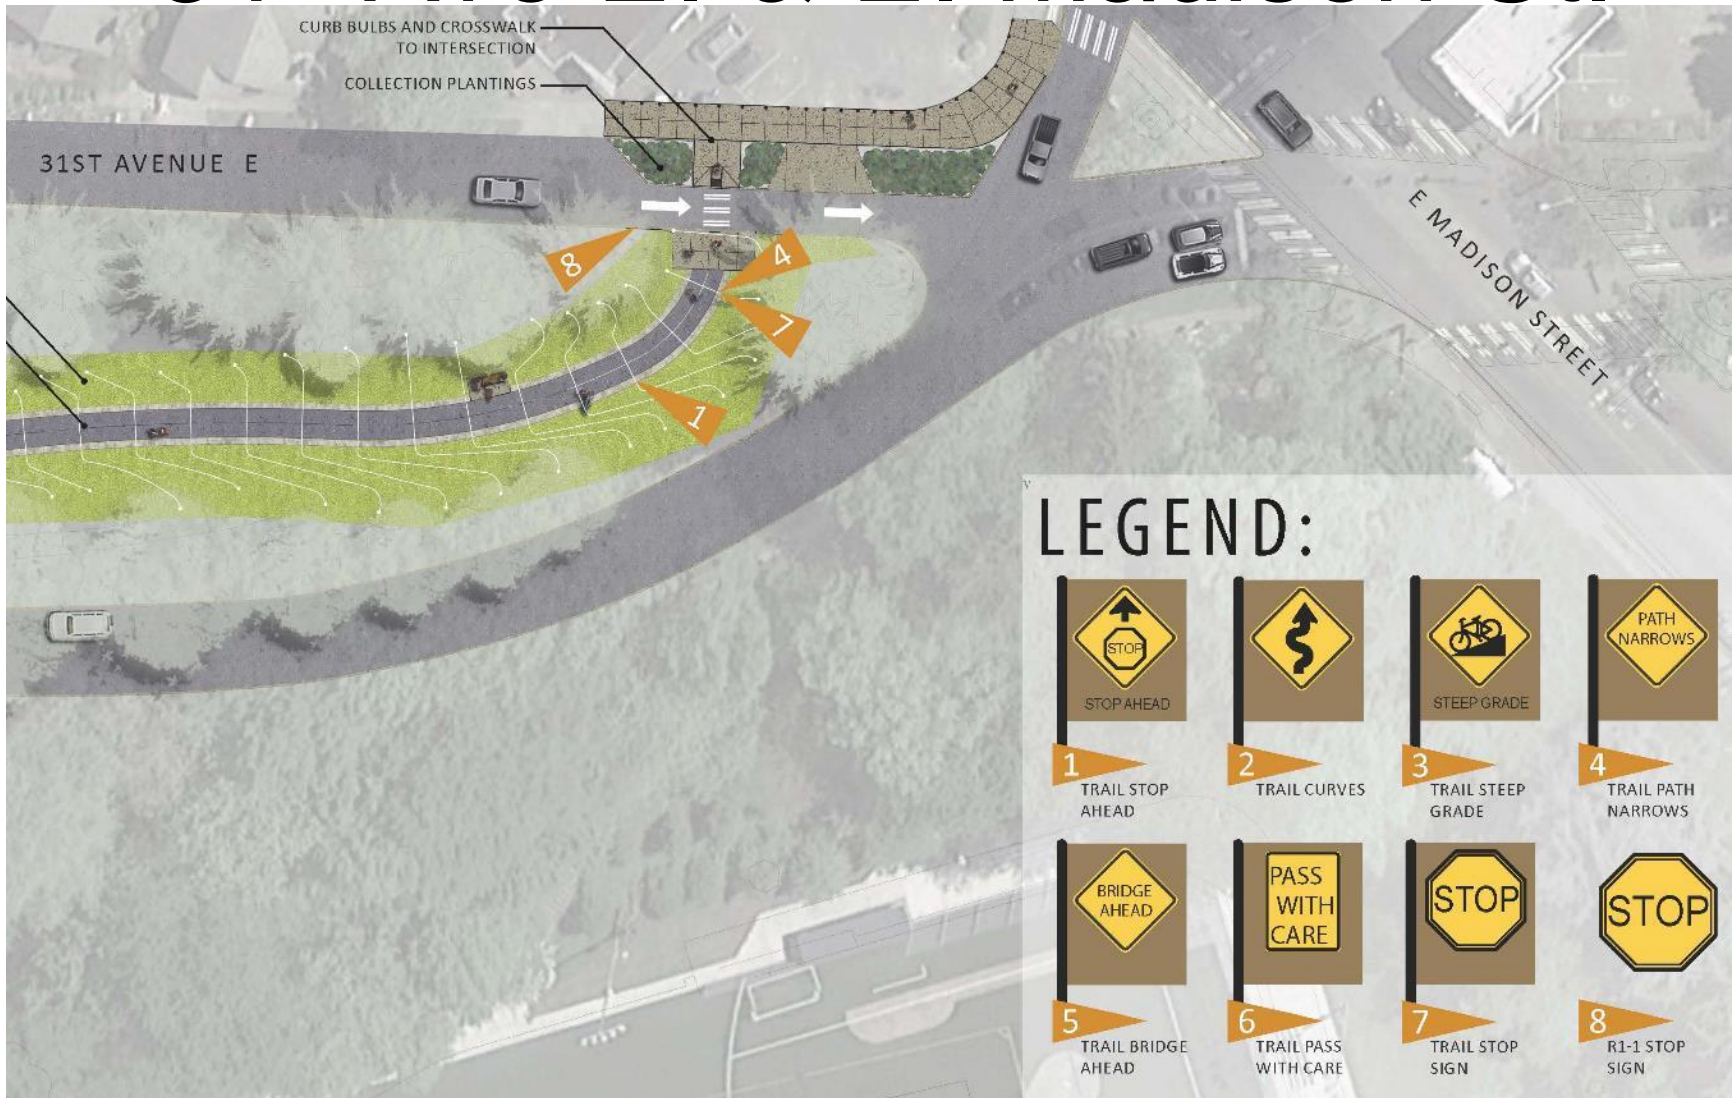 CURB BULBS AND CROSSWALK
TO INTERSECTION
COLLECTION PLANTINGS
31ST AVENUE E
E MADISON STREET
8
4
7
1
v
LEGEND:
STOP
STOP AHEAD
STEEP GRADE
PATH
NARROWS
1
TRAIL STOP
AHEAD
2
TRAIL CURVES
3
TRAIL STEEP
GRADE
4
TRAIL PATH
NARROWS
BRIDGE
AHEAD
PASS
WITH
CARE
STOP
STOP
5
TRAIL BRIDGE
AHEAD
6
TRAIL PASS
WITH CARE
7
TRAIL STOP
SIGN
8
R1-1 STOP
SIGN